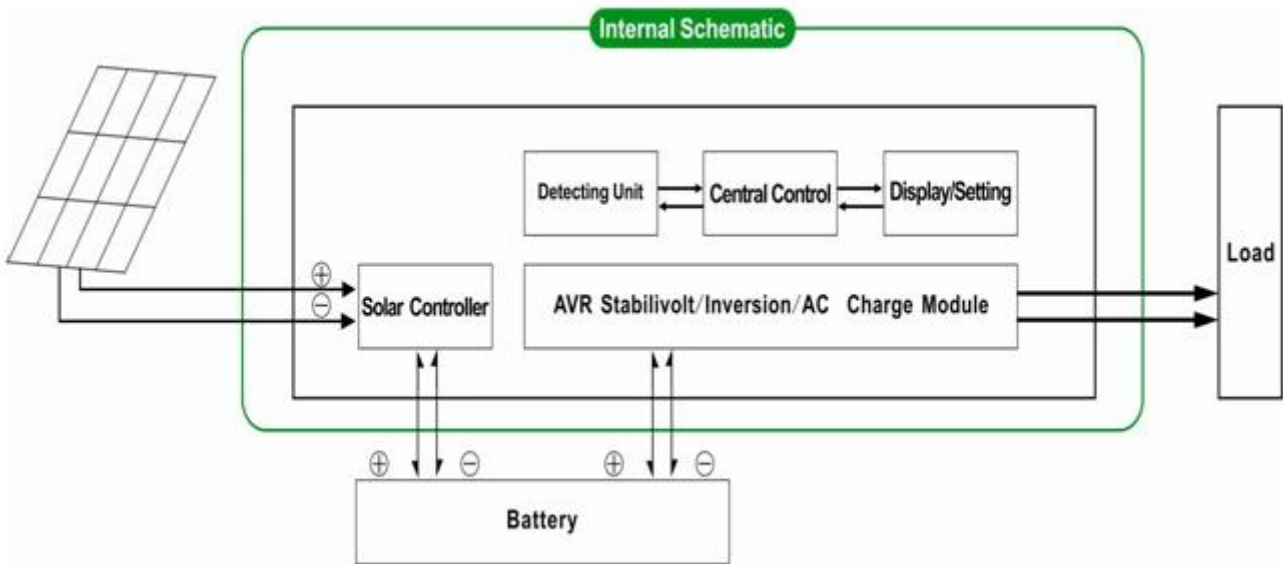 Internal Schematic
Detecting Unit
Central Control
Display/Setting
Load
⊕
⊖
Solar Controller
AVR Stabilivolt/Inversion/AC Charge Module
⊕ ⊖ ⊕ ⊖
Battery